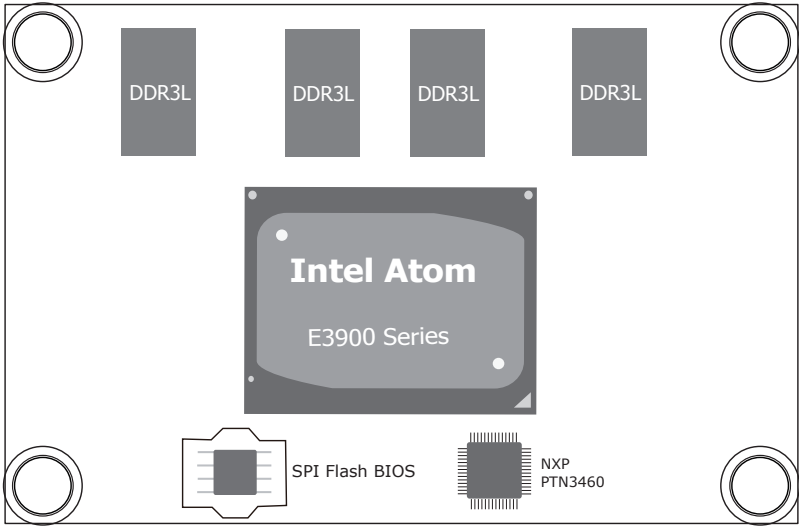 DDR3L
DDR3L
DDR3L
DDR3L
Intel Atom
E3900 Series
SPI Flash BIOS
NXP
PTN3460